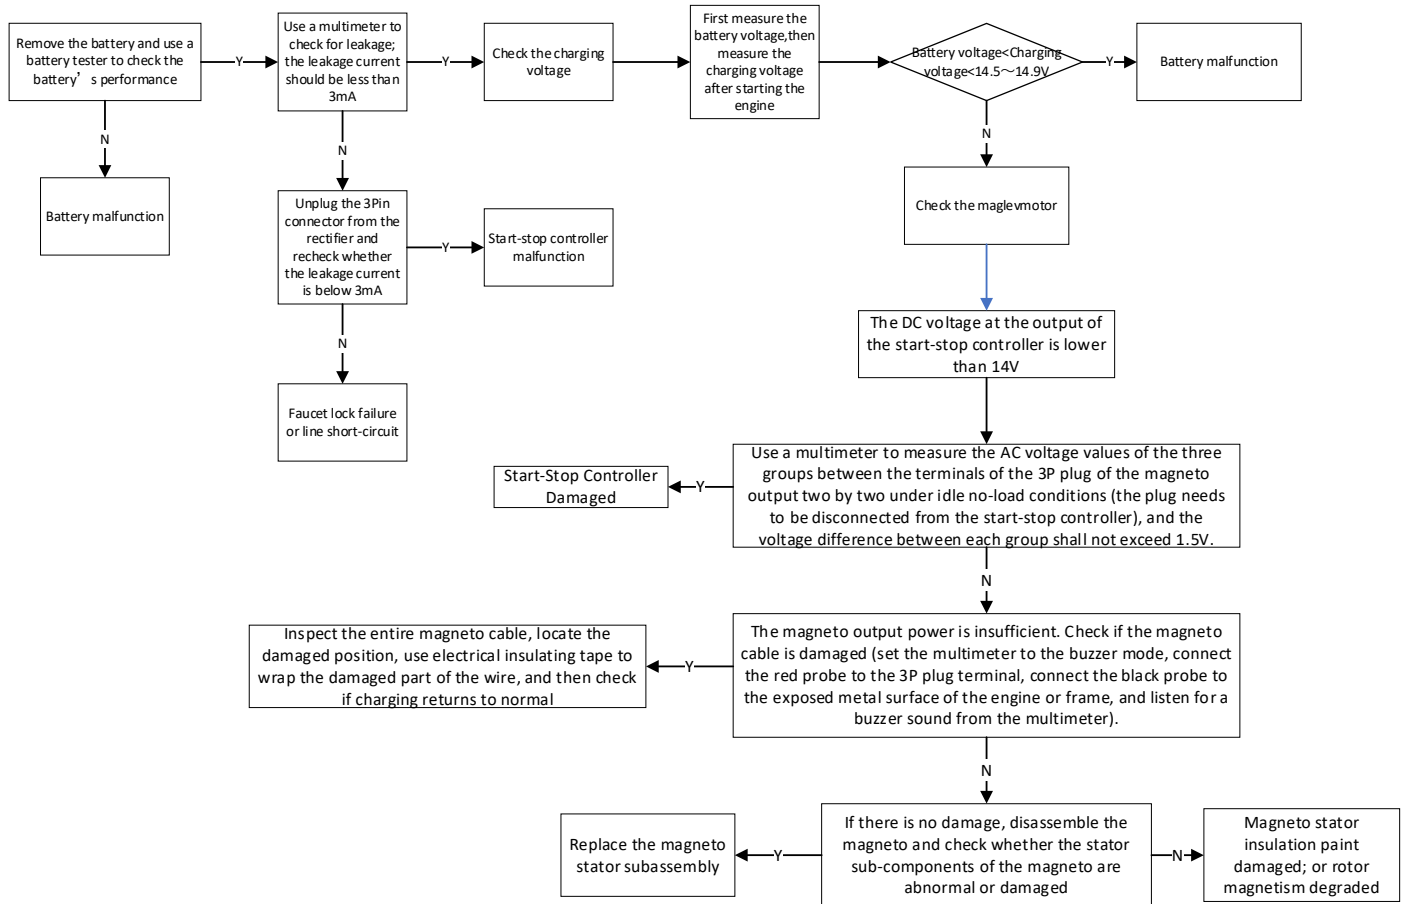 Remove the battery and use a
battery tester to check the
battery’ s performance
Y
Use a multimeter to
check for leakage;
the leakage current
should be less than
3mA
Y
Check the charging
voltage
First measure the
battery voltage,then
measure the
charging voltage
after starting the
engine
Battery voltage<Charging
voltage<14.5～14.9V
Y
Battery malfunction
N
Battery malfunction
N
Unplug the 3Pin
connector from the
rectifier and
recheck whether
the leakage current
is below 3mA
Y
Start-stop controller
malfunction
N
Faucet lock failure
or line short-circuit
N
Check the maglevmotor
The DC voltage at the output of
the start-stop controller is lower
than 14V
Use a multimeter to measure the AC voltage values of the three
groups between the terminals of the 3P plug of the magneto
output two by two under idle no-load conditions (the plug needs
to be disconnected from the start-stop controller), and the
voltage difference between each group shall not exceed 1.5V.
Y
Start-Stop Controller
Damaged
N
The magneto output power is insufficient. Check if the magneto
cable is damaged (set the multimeter to the buzzer mode, connect
the red probe to the 3P plug terminal, connect the black probe to
the exposed metal surface of the engine or frame, and listen for a
buzzer sound from the multimeter).
Y
Inspect the entire magneto cable, locate the
damaged position, use electrical insulating tape to
wrap the damaged part of the wire, and then check
if charging returns to normal
N
If there is no damage, disassemble the
magneto and check whether the stator
sub-components of the magneto are
abnormal or damaged
Y
Replace the magneto
stator subassembly
N
Magneto stator
insulation paint
damaged; or rotor
magnetism degraded